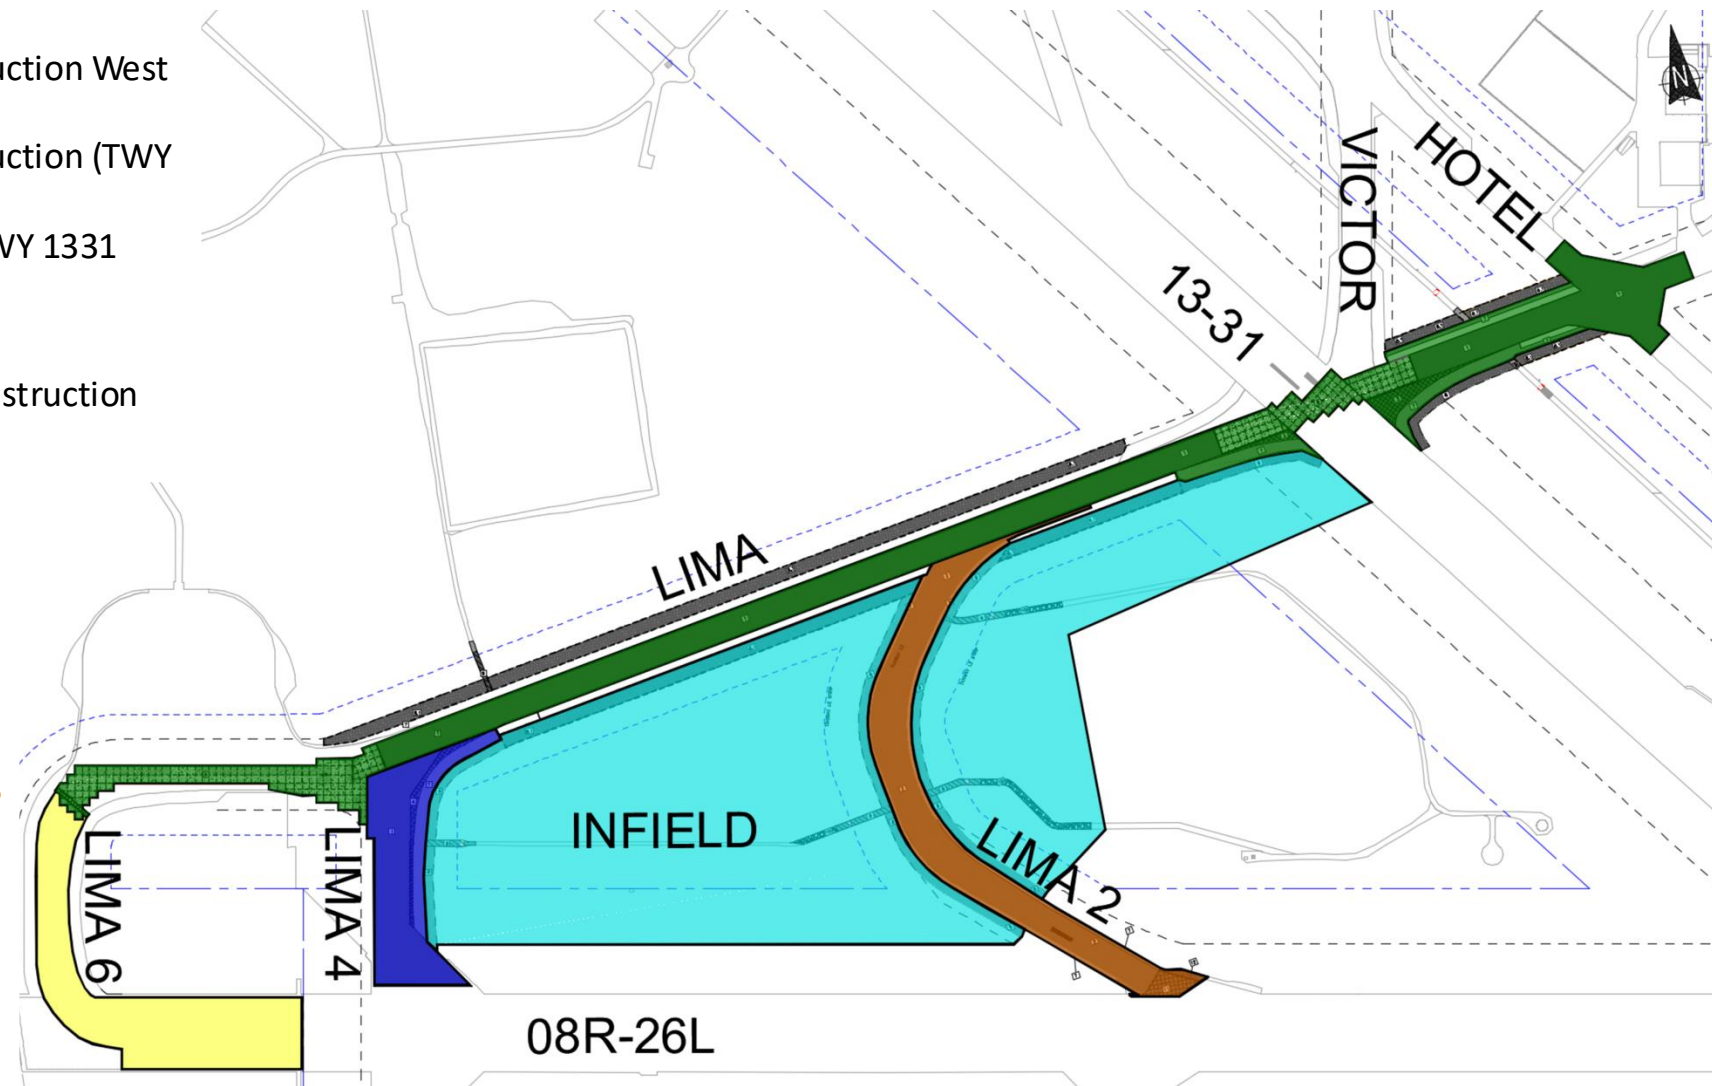 uction West
uction (TWY
WY 1331
struction
N
VICTOR
HOTEL
13-31
LIMA
INFIELD
LIMA 2
LIMA 6
LIMA 4
08R-26L